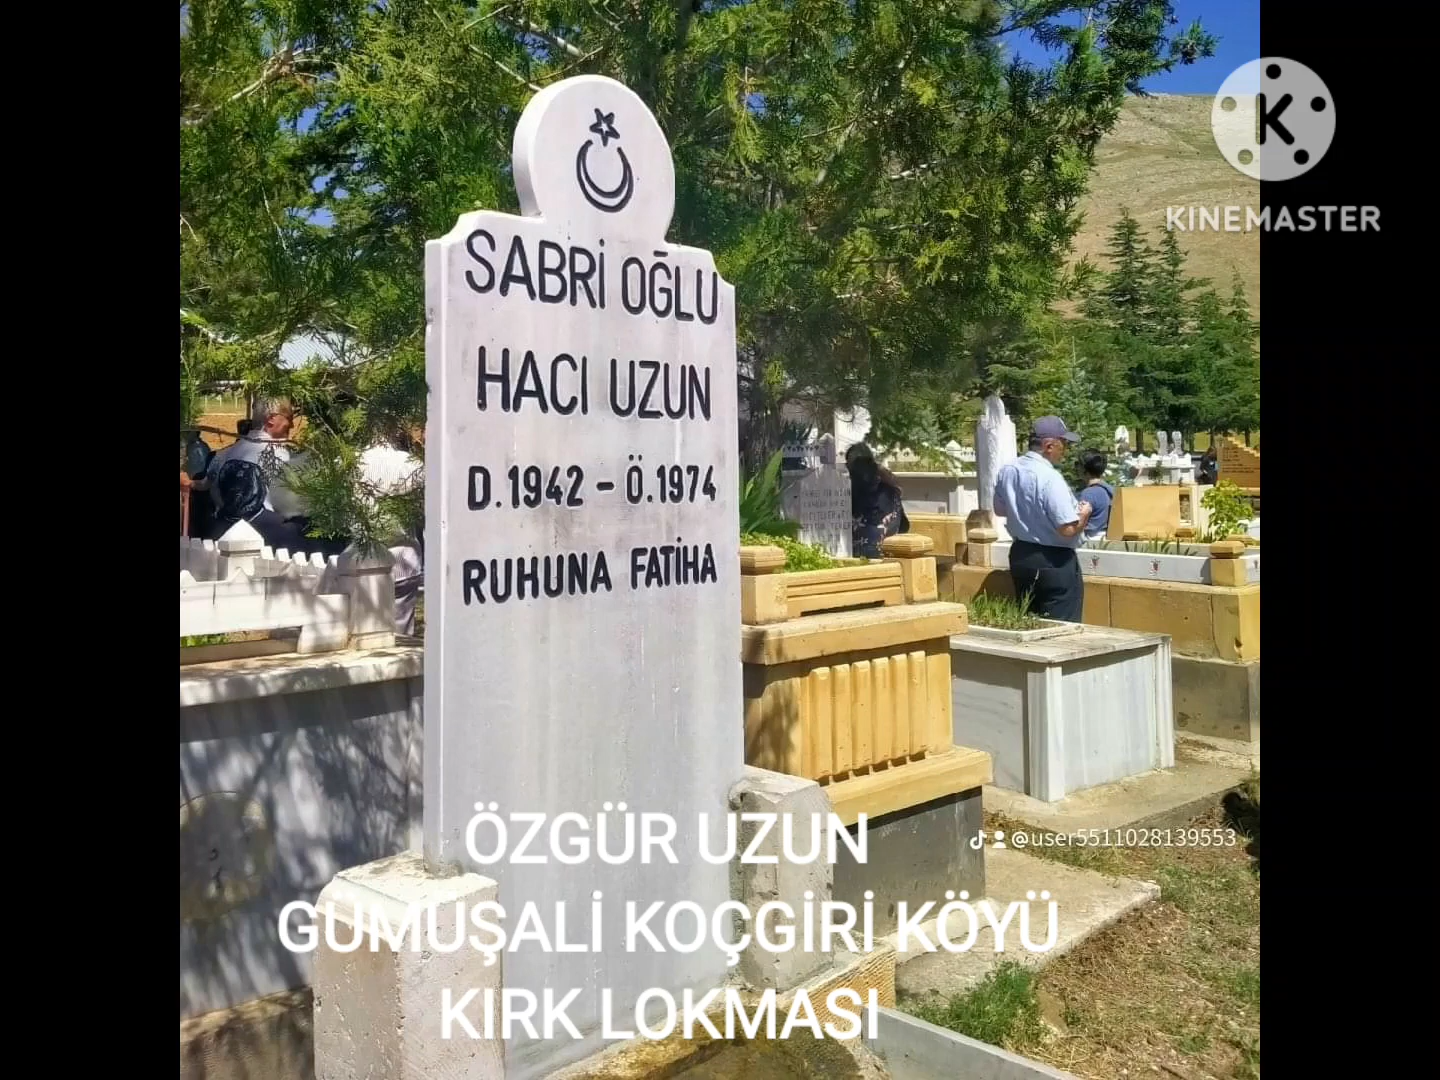 KINEMASTER
SABRİ OĞLU
HACI UZUN
D.1942 - Ö.1974
RUHUNA FATİHA
ÖZGÜR UZUN
@user5511028139553
GUMUŞALİ KOÇGİRİ KÖYÜ
KIRK LOKMASI